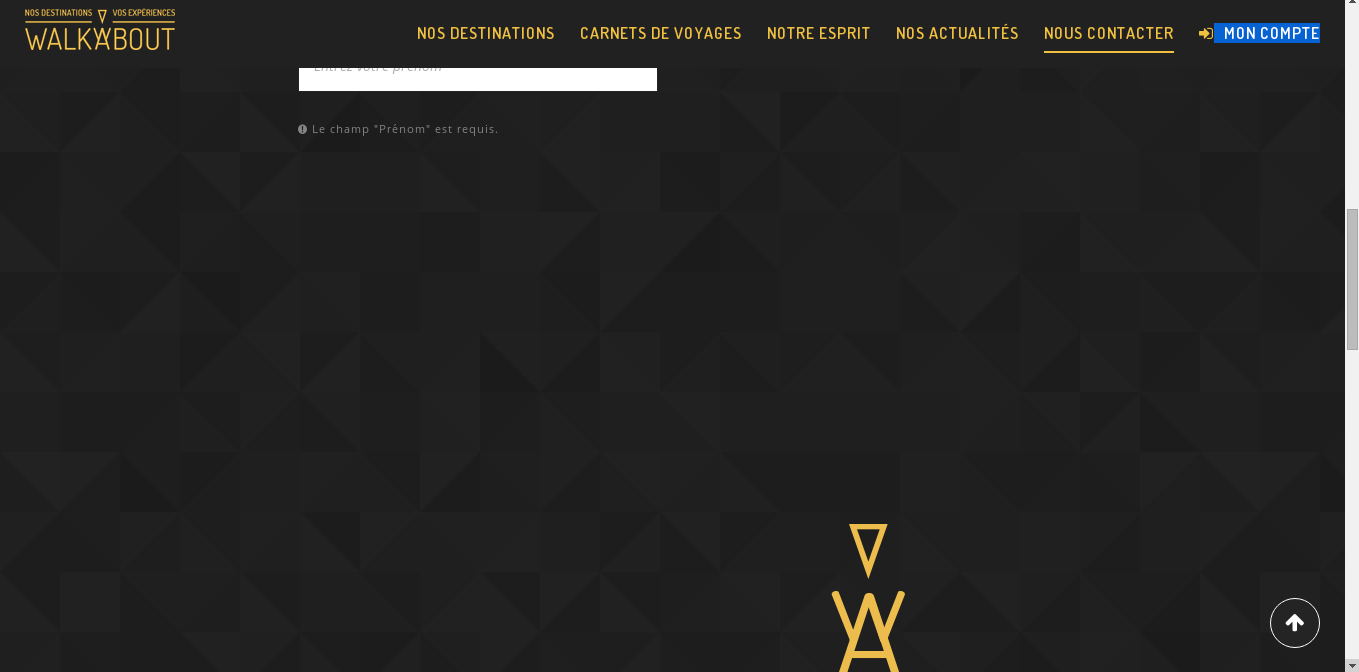 NOS DESTINATIONS VOS EXPÉRIENCES
WALKABOUT
NOS DESTINATIONS CARNETS DE VOYAGES NOTRE ESPRIT NOS ACTUALITÉS NOUS CONTACTER MON COMPTE
Entrez votre prénom
Le champ "Prénom" est requis.